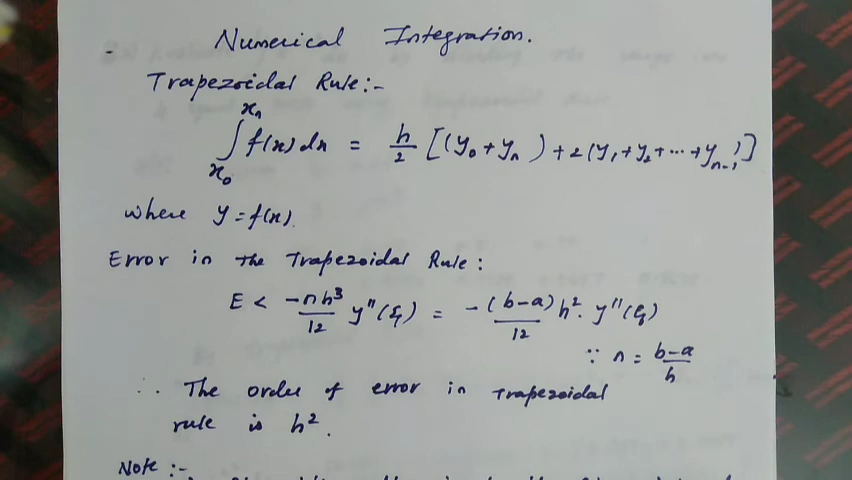 Numerical Integration.
Trapezoidal Rule:-
∫_{x₀}^{xₙ} f(x)dx = h/2 [(y₀+yₙ)+2(y₁+y₂+...+yₙ₋₁)]
where y=f(x).
Error in the Trapezoidal Rule:
E < -nh³/12 y''(ξ) = -(b-a)/12 h². y''(ξ)
∵ n = b-a/h
∴ The order of error in Trapezoidal
rule is h².
Note:-